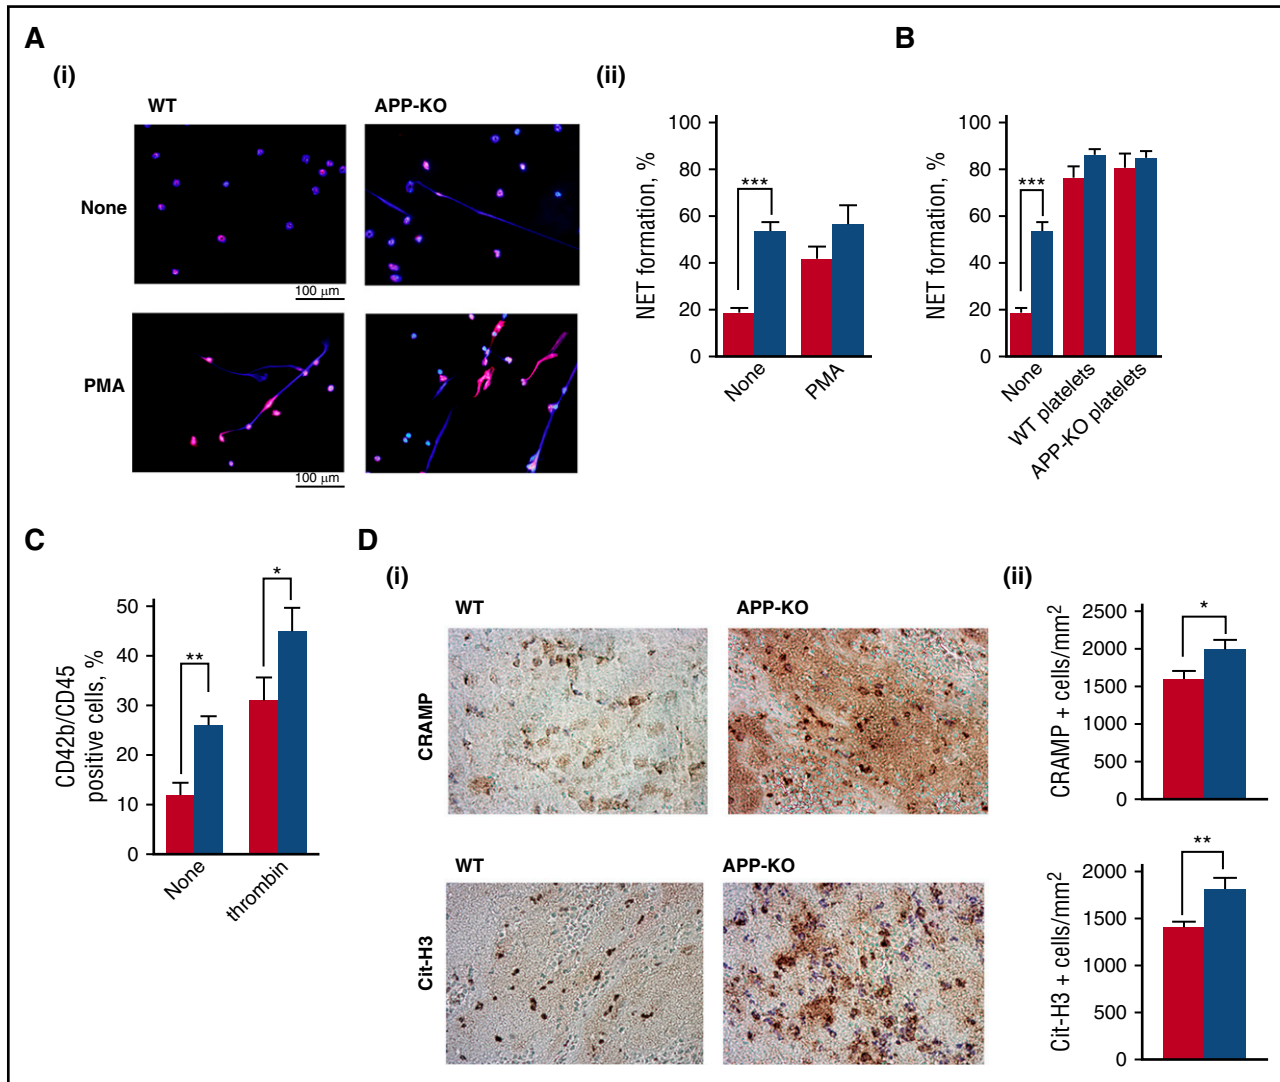 A
(i)
WT
APP-KO
None
100 μm
PMA
100 μm
(ii)
NET formation, %
100
80
60
40
20
0
***
None
PMA
B
NET formation, %
100
80
60
40
20
0
***
None
WT platelets
APP-KO platelets
C
CD42b/CD45
positive cells, %
50
40
30
20
10
0
**
*
None
thrombin
D
(i)
WT
APP-KO
CRAMP
WT
APP-KO
Cit-H3
(ii)
CRAMP + cells/mm²
2500
2000
1500
1000
500
0
*
Cit-H3 + cells/mm²
2000
1500
1000
500
0
**